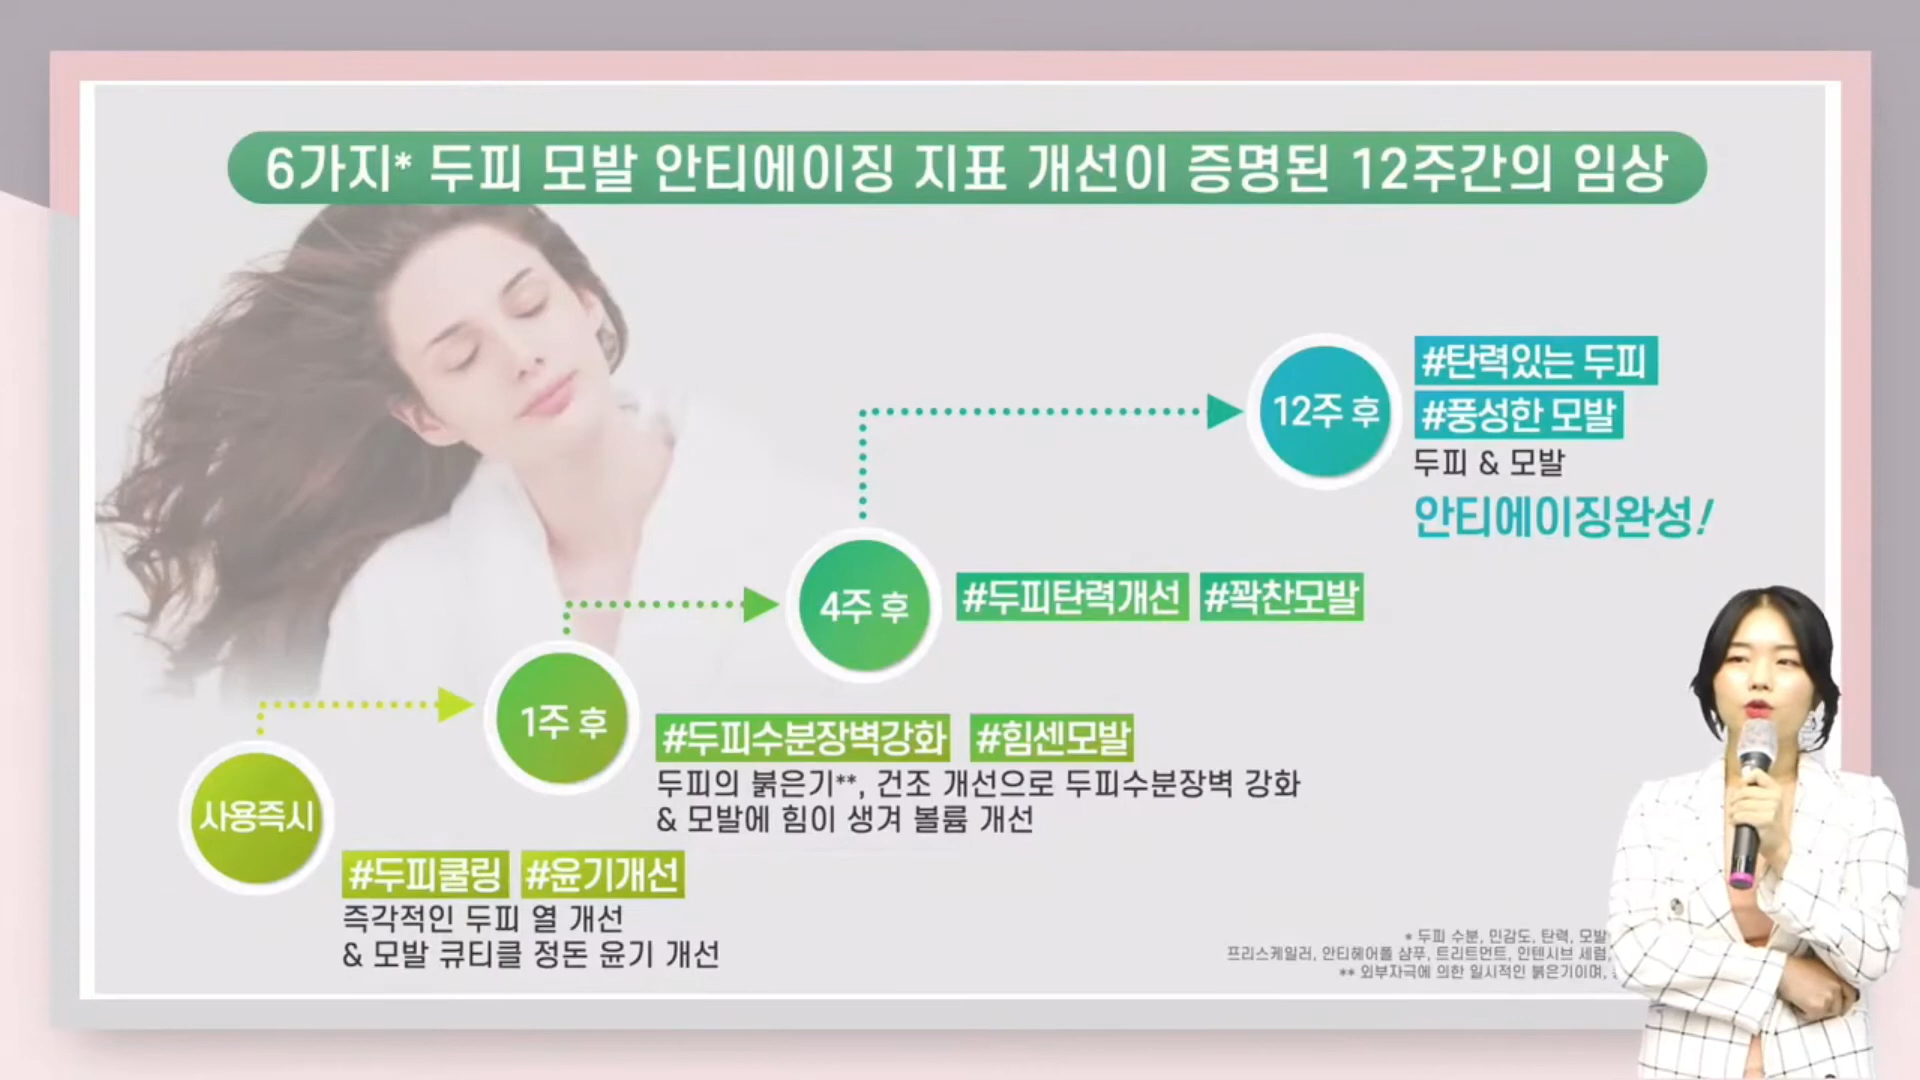 6가지* 두피 모발 안티에이징 지표 개선이 증명된 12주간의 임상
12주 후
#탄력있는 두피
#풍성한 모발
두피 & 모발
안티에이징완성!
4주 후
#두피탄력개선 #꽉찬모발
1주 후
#두피수분장벽강화 #힘센모발
두피의 붉은기**, 건조 개선으로 두피수분장벽 강화
& 모발에 힘이 생겨 볼륨 개선
사용즉시
#두피쿨링 #윤기개선
즉각적인 두피 열 개선
& 모발 큐티클 정돈 윤기 개선
* 두피 수분, 민감도, 탄력, 모발
프리스케일러, 안티헤어폴 샴푸, 트리트먼트, 인텐시브 세럼,
** 외부자극에 의한 일시적인 붉은기이며,